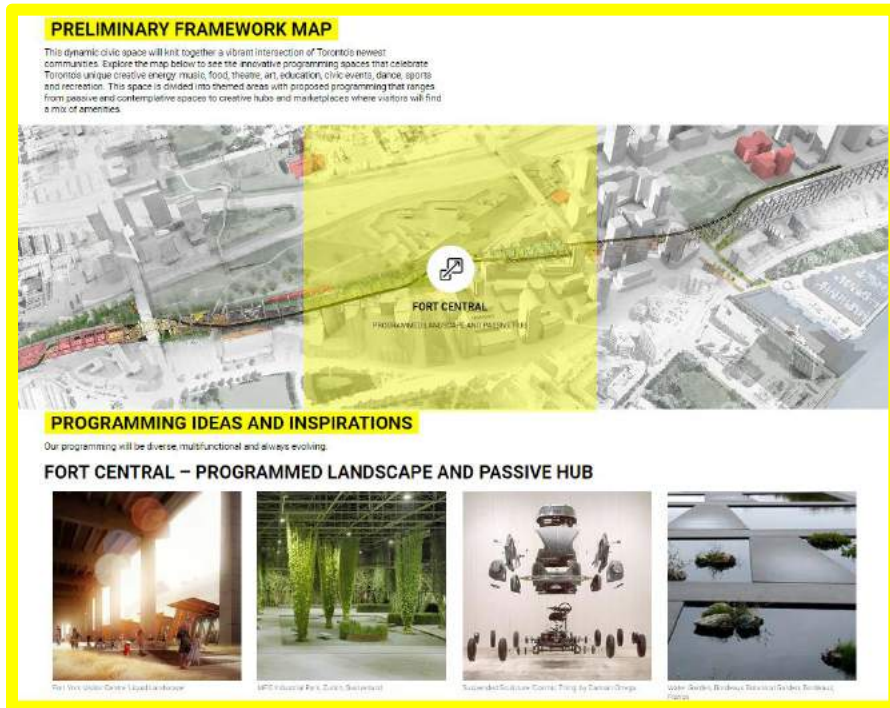 PRELIMINARY FRAMEWORK MAP
This dynamic civic space will knit together a vibrant intersection of Toronto's newest
communities. Explore the map below to see the innovative programming spaces that celebrate
Toronto's unique creative energy: music, food, theatre, art, education, civic events, dance, sports
and recreation. This space is divided into themed areas with proposed programming that ranges
from passive and contemplative spaces to creative hubs and marketplaces where visitors will find
a mix of amenities.
FORT CENTRAL
PROGRAMMED LANDSCAPE AND PASSIVE HUB
PROGRAMMING IDEAS AND INSPIRATIONS
Our programming will be diverse, multifunctional and always evolving.
FORT CENTRAL – PROGRAMMED LANDSCAPE AND PASSIVE HUB
Fort York Visitor Centre Liquid Landscape
MFO Industrial Park, Zurich, Switzerland
Suspended Sculpture 'Cosmic Thing' by Damian Ortega
Water Garden, Bordeaux Botanical Garden, Bordeaux,
France